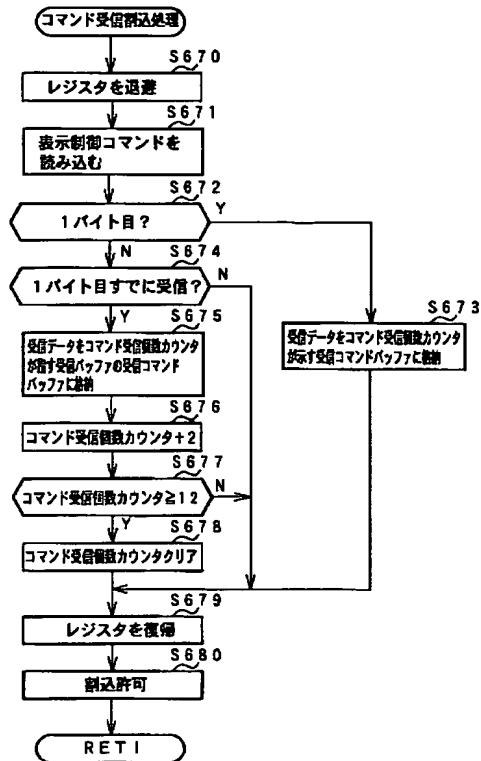 コマンド受信割込処理
S670
レジスタを退避
S671
表示制御コマンドを
読み込む
S672
1バイト目?
Y
N
S674
1バイト目すでに受信?
N
Y
S673
受信データをコマンド受信個数カウンタ
が示す受信コマンドバッファに格納
S675
受信データをコマンド受信個数カウンタ
が指す受信バッファの受信コマンド
バッファに格納
S676
コマンド受信個数カウンタ+2
S677
コマンド受信個数カウンタ≧12
N
Y
S678
コマンド受信個数カウンタクリア
S679
レジスタを復帰
S680
割込許可
RETI